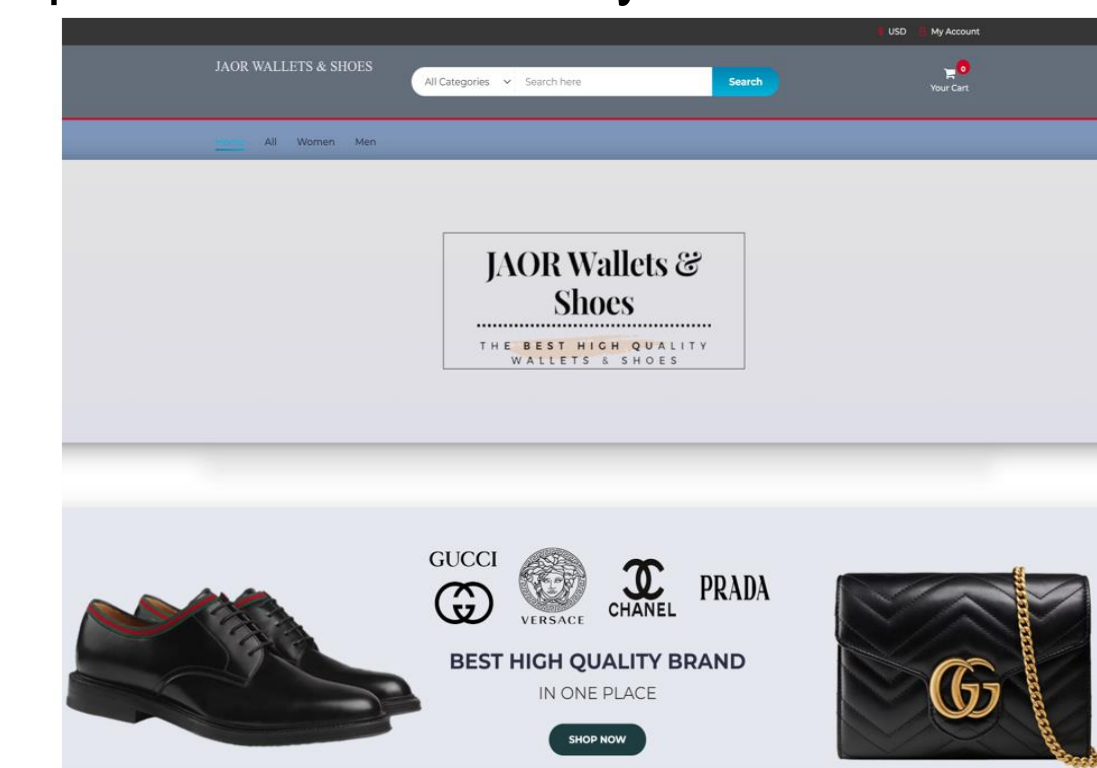 USD My Account
JAOR WALLETS & SHOES
All Categories Search here Search
0
Your Cart
Home All Women Men
JAOR Wallets &
Shoes
THE BEST HIGH QUALITY
WALLETS & SHOES
GUCCI
VERSACE
CHANEL
PRADA
BEST HIGH QUALITY BRAND
IN ONE PLACE
SHOP NOW